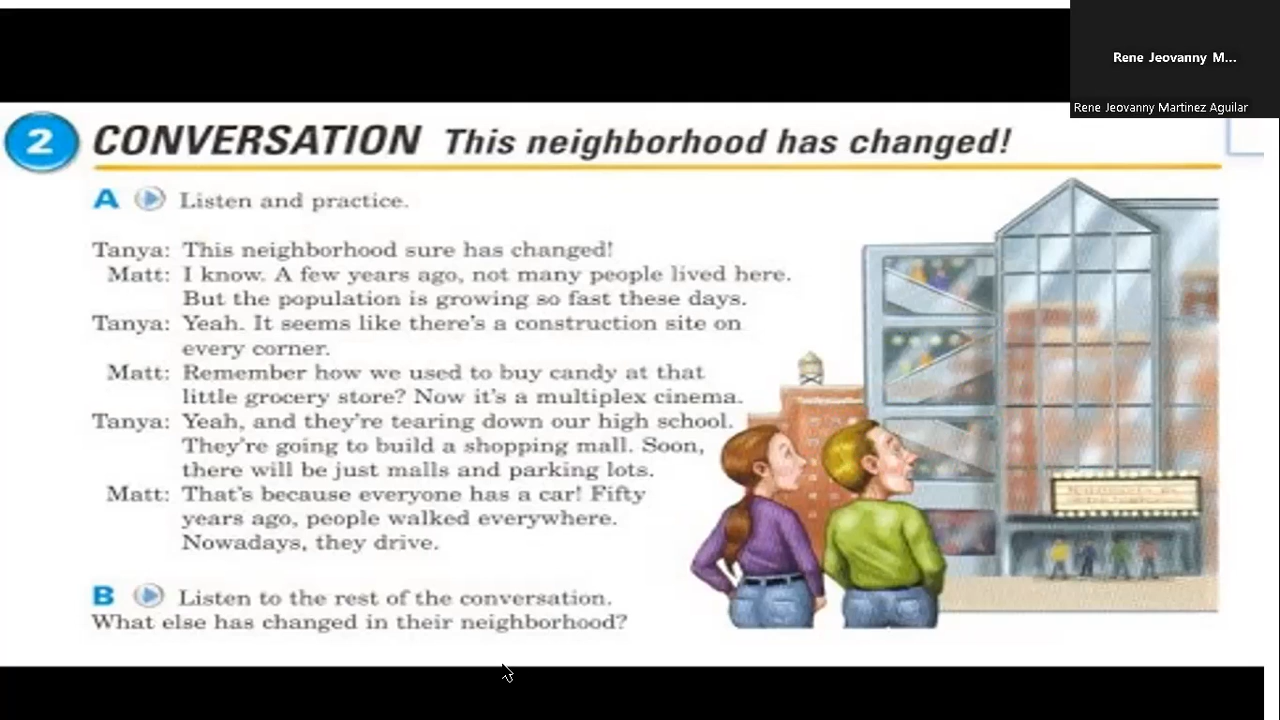 Rene Jeovanny M...
Rene Jeovanny Martinez Aguilar
2 CONVERSATION This neighborhood has changed!
A Listen and practice.
Tanya: This neighborhood sure has changed!
Matt: I know. A few years ago, not many people lived here.
But the population is growing so fast these days.
Tanya: Yeah. It seems like there's a construction site on
every corner.
Matt: Remember how we used to buy candy at that
little grocery store? Now it's a multiplex cinema.
Tanya: Yeah, and they're tearing down our high school.
They're going to build a shopping mall. Soon,
there will be just malls and parking lots.
Matt: That's because everyone has a car! Fifty
years ago, people walked everywhere.
Nowadays, they drive.
B Listen to the rest of the conversation.
What else has changed in their neighborhood?